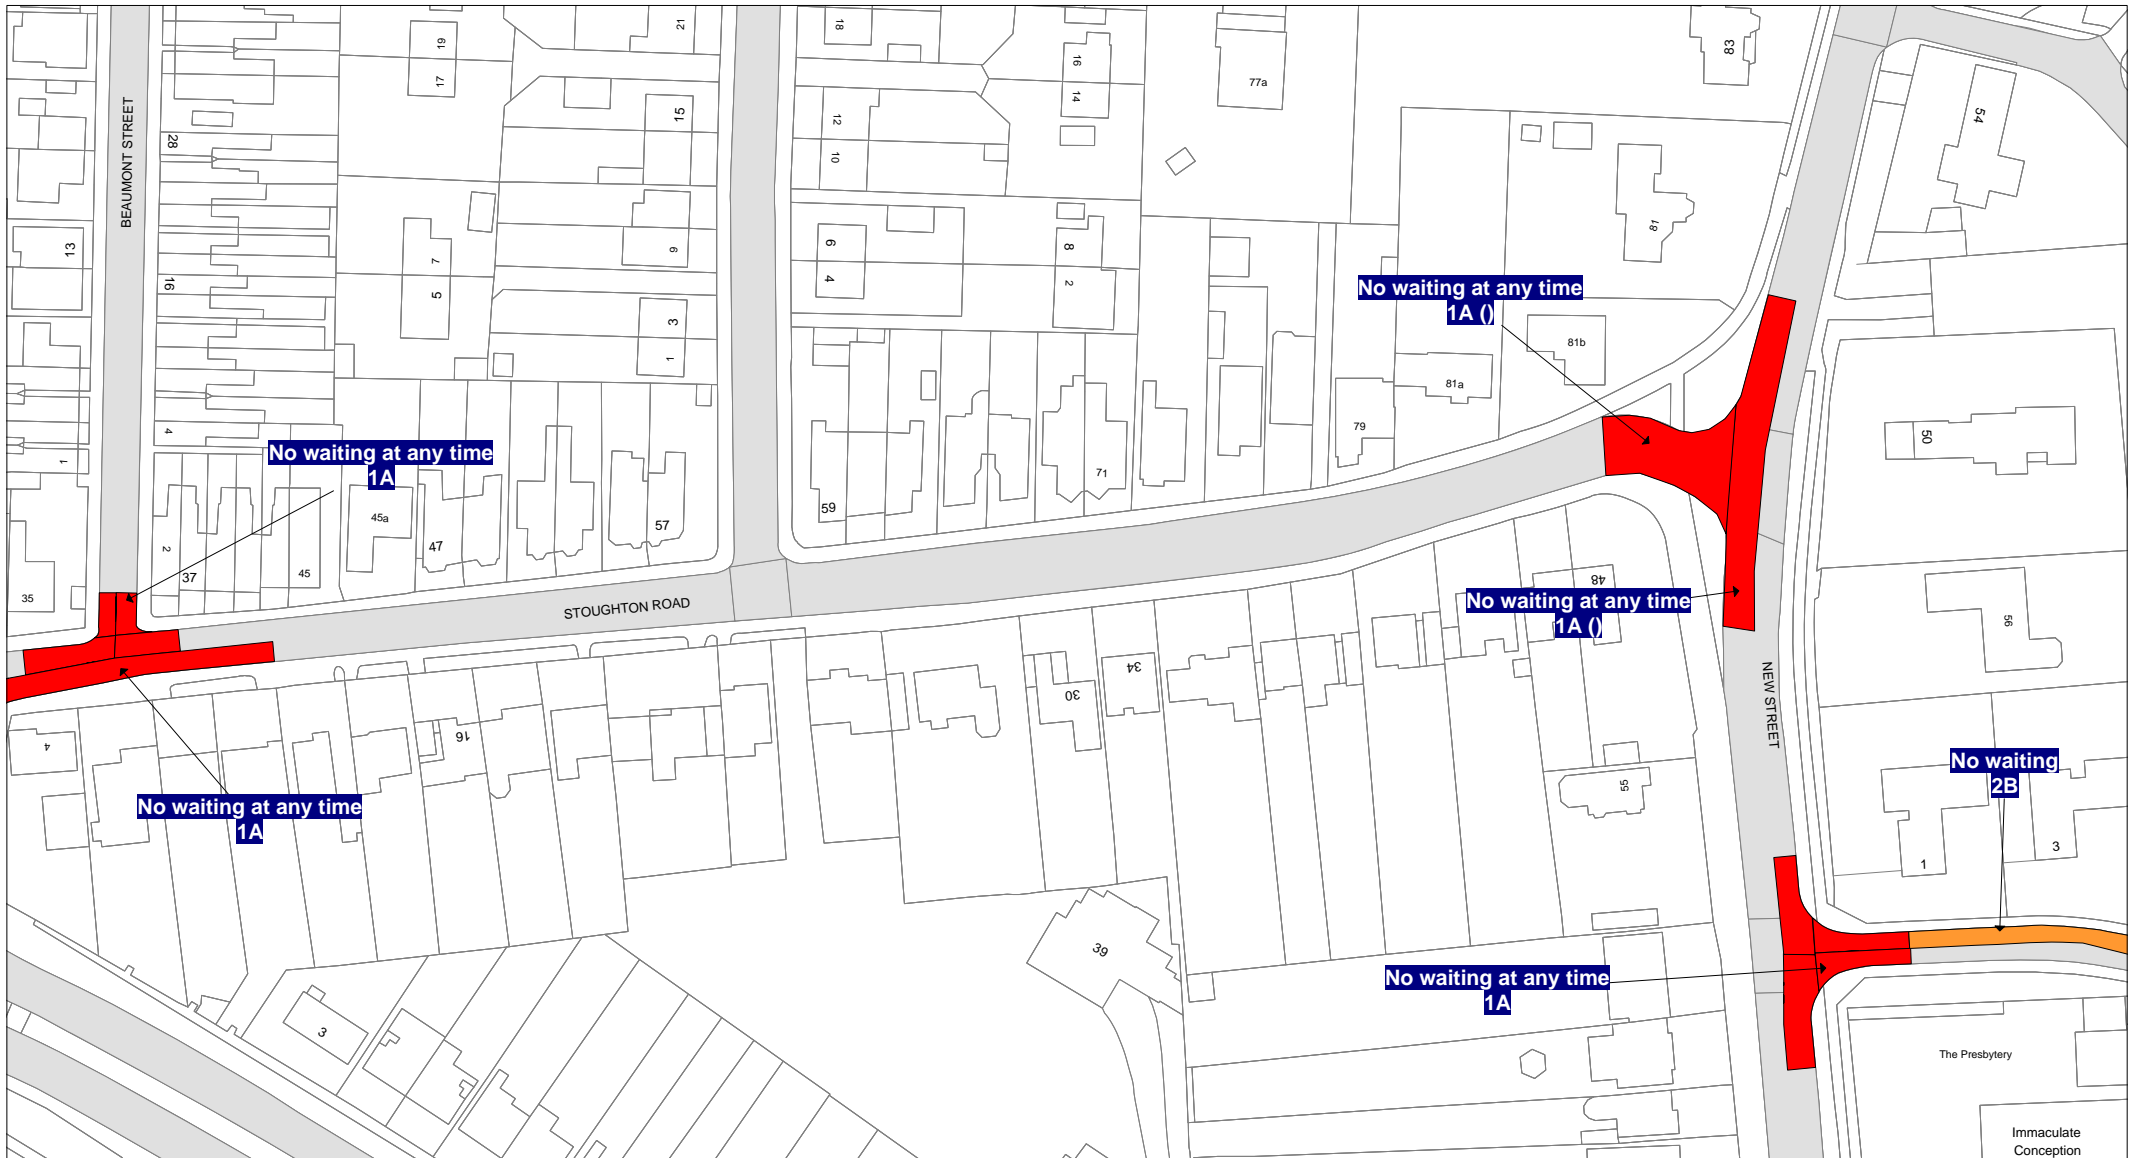 18
21
19
16
83
17
77a
14
15
12
54
28
BEAUMONT STREET
10
81
13
6
8
9
7
16
4
2
5
No waiting at any time
1A ()
3
1
81b
81a
4
79
50
No waiting at any time
1A
1
71
59
45a
57
47
2
37
45
35
48
No waiting at any time
1A ()
STOUGHTON ROAD
56
34
30
NEW STREET
16
4
No waiting
2B
55
No waiting at any time
1A
3
1
39
No waiting at any time
1A
3
The Presbytery
Immaculate
Conception